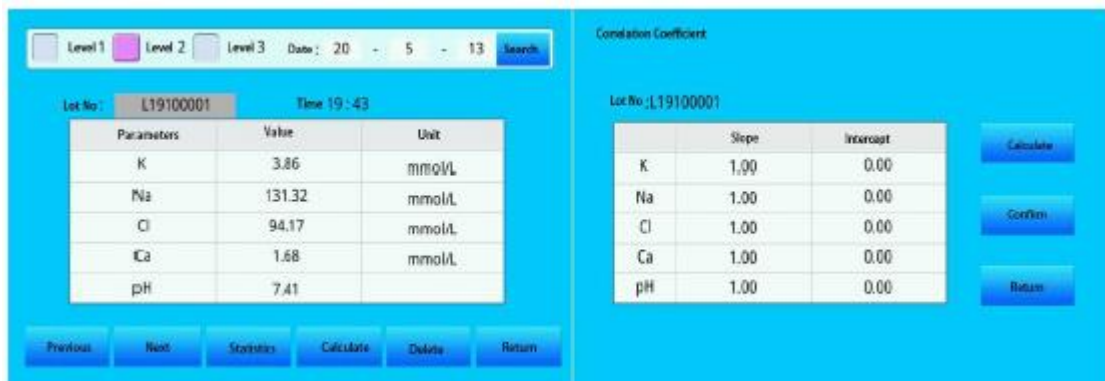 Level 1 Level 2 Level 3 Date : 20 - 5 - 13 Search
Lot No : L19100001 Time 19 : 43
Parameters Value Unit
K 3.86 mmol/L
Na 131.32 mmol/L
Cl 94.17 mmol/L
Ca 1.68 mmol/L
pH 7.41
Previous Next Statistics Calculate Delete Return
Correlation Coefficient
Lot No :L19100001
Slope Intercept
K 1.00 0.00
Na 1.00 0.00
Cl 1.00 0.00
Ca 1.00 0.00
pH 1.00 0.00
Calculate
Confirm
Return